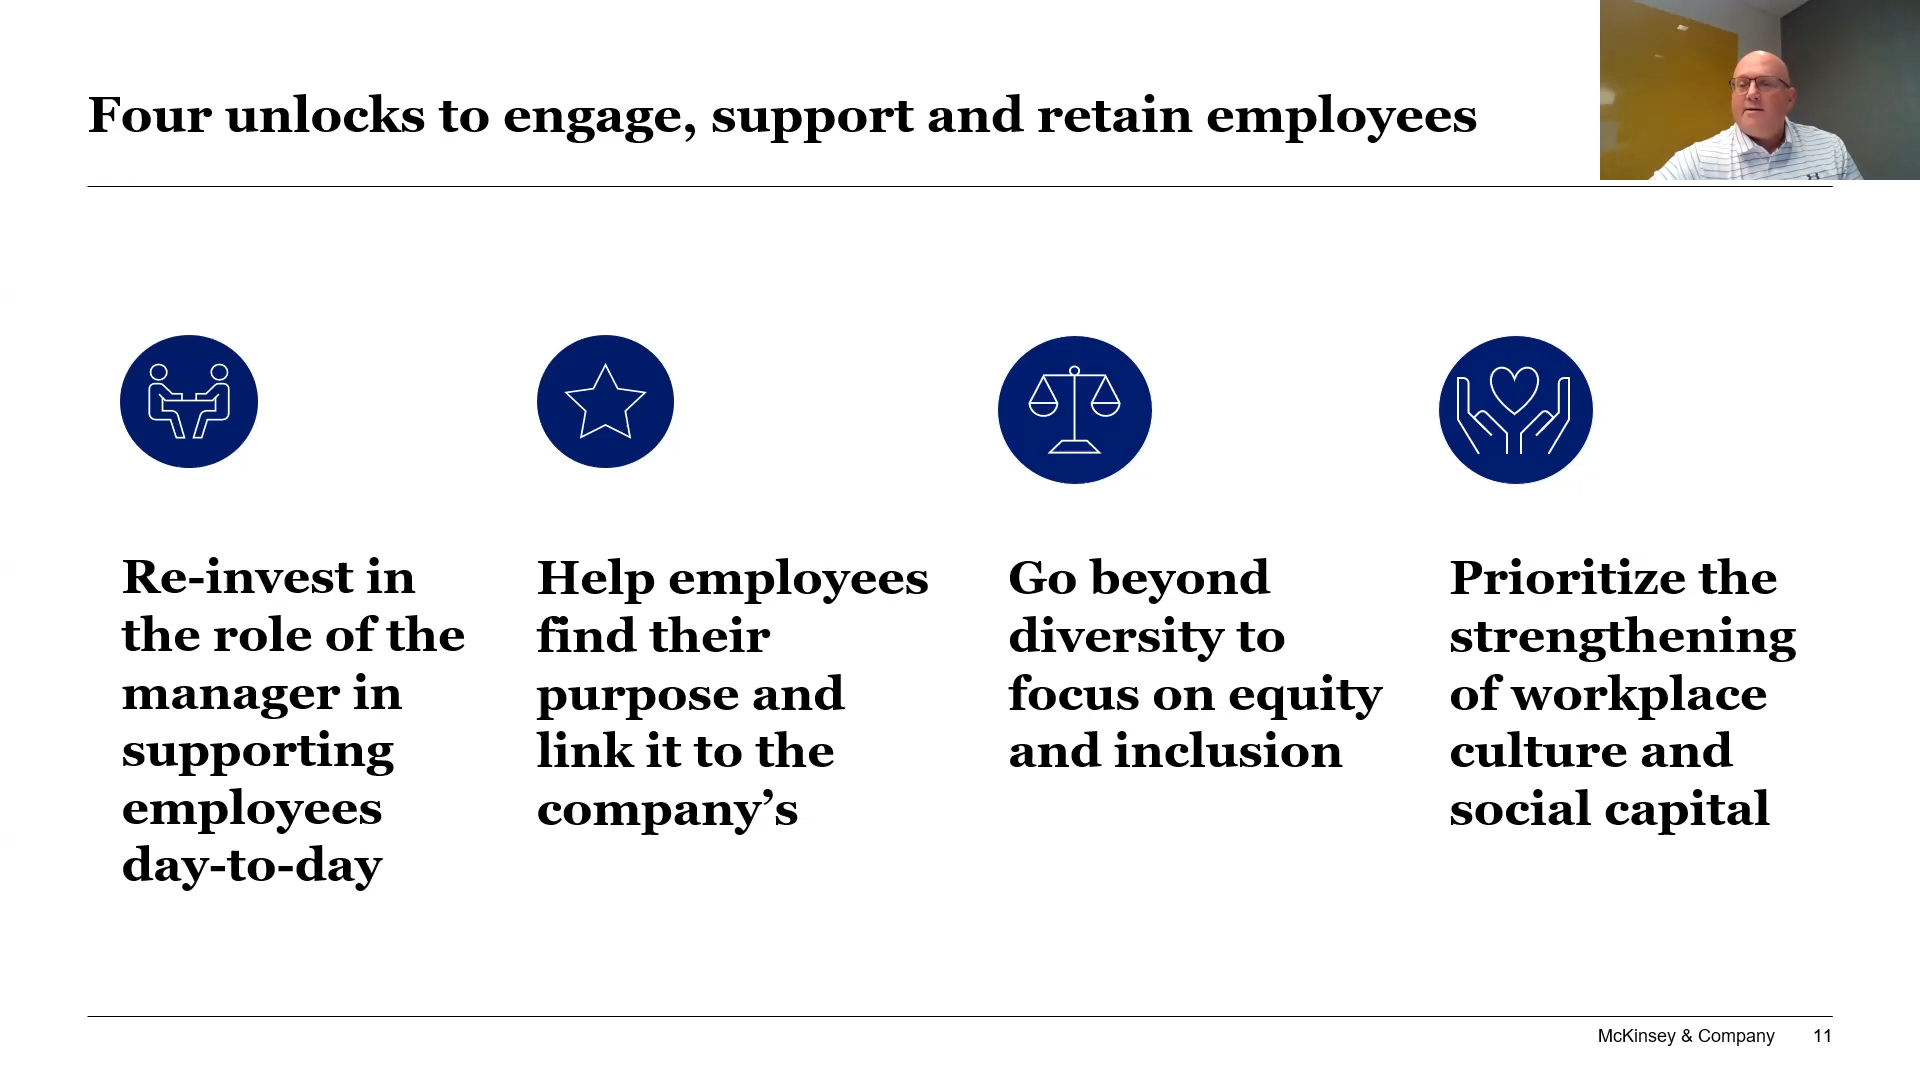 Four unlocks to engage, support and retain employees
Re-invest in
the role of the
manager in
supporting
employees
day-to-day
Help employees
find their
purpose and
link it to the
company’s
Go beyond
diversity to
focus on equity
and inclusion
Prioritize the
strengthening
of workplace
culture and
social capital
McKinsey & Company 11